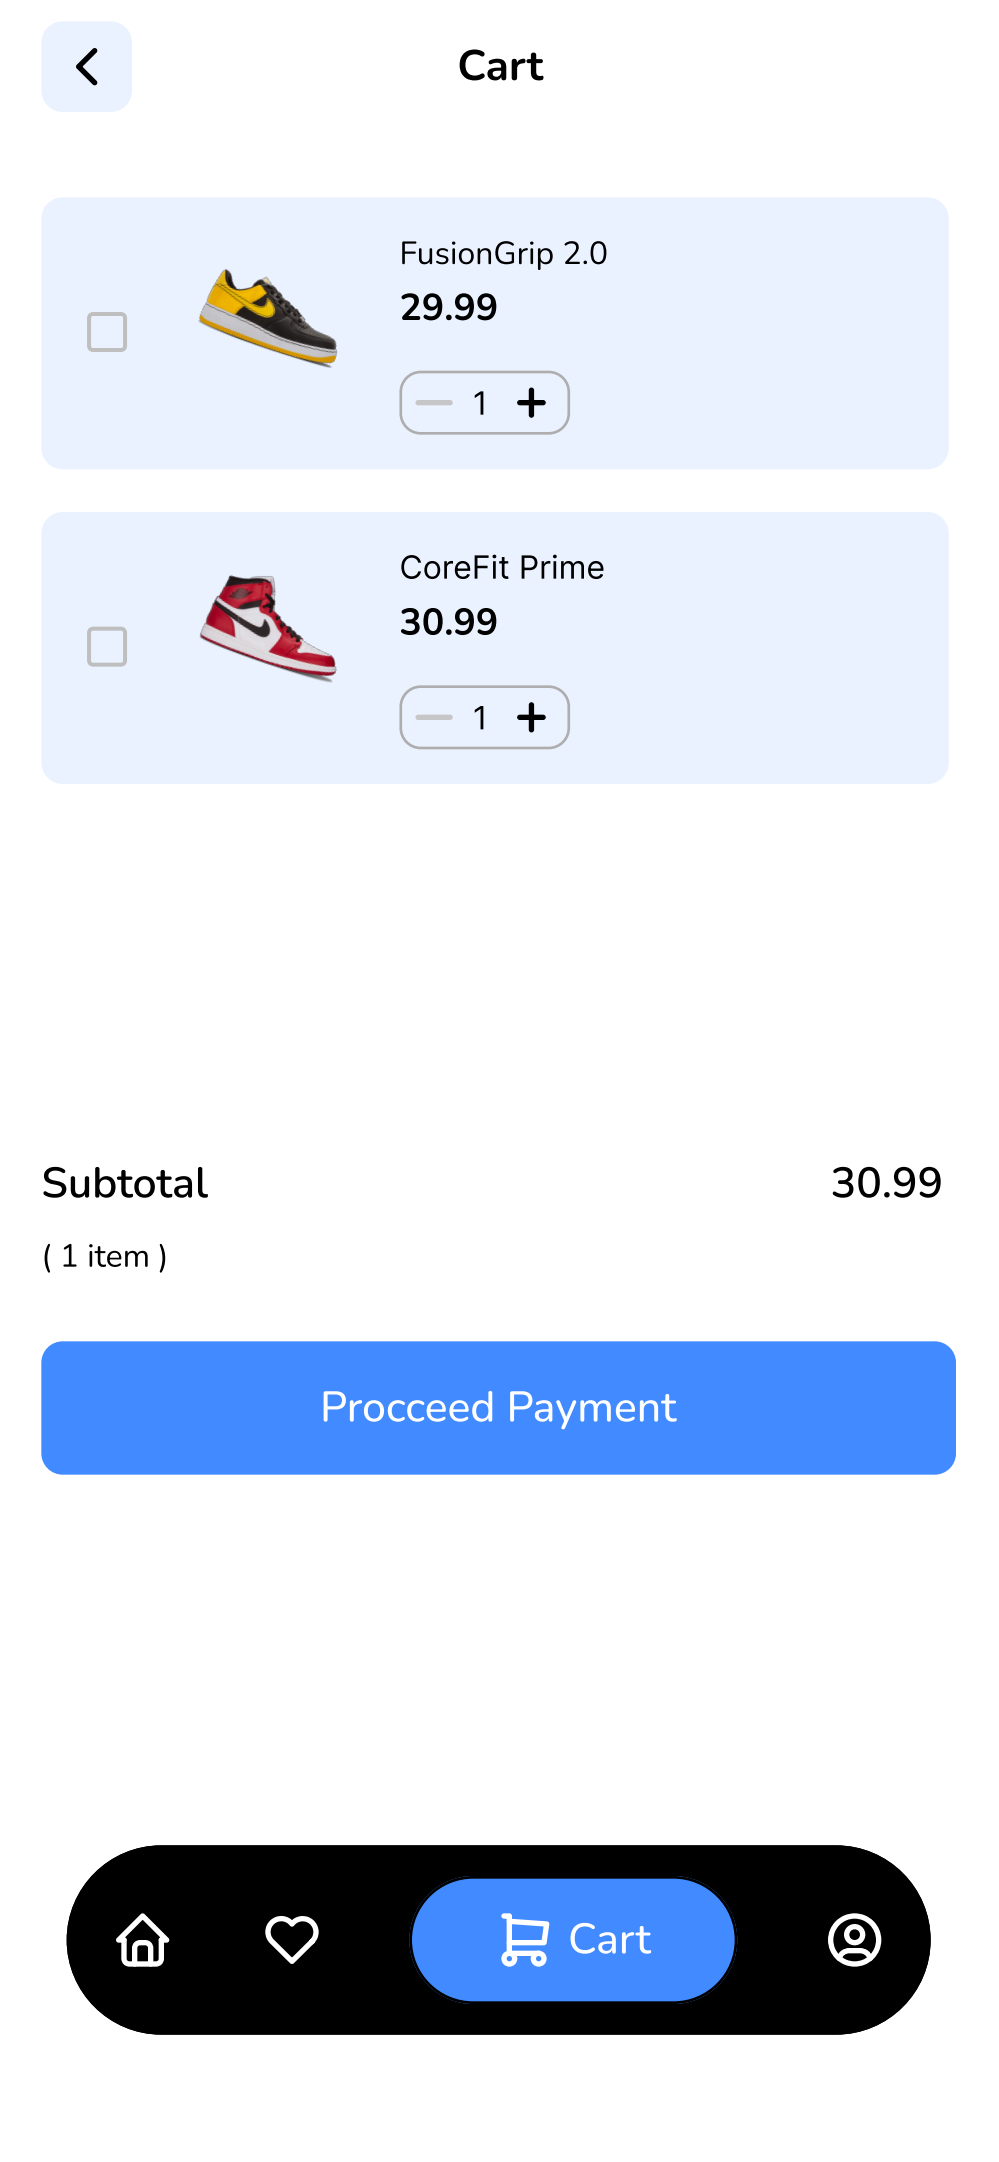 Cart
FusionGrip 2.0
29.99
1
CoreFit Prime
30.99
1
Subtotal
30.99
( 1 item )
Procceed Payment
Cart